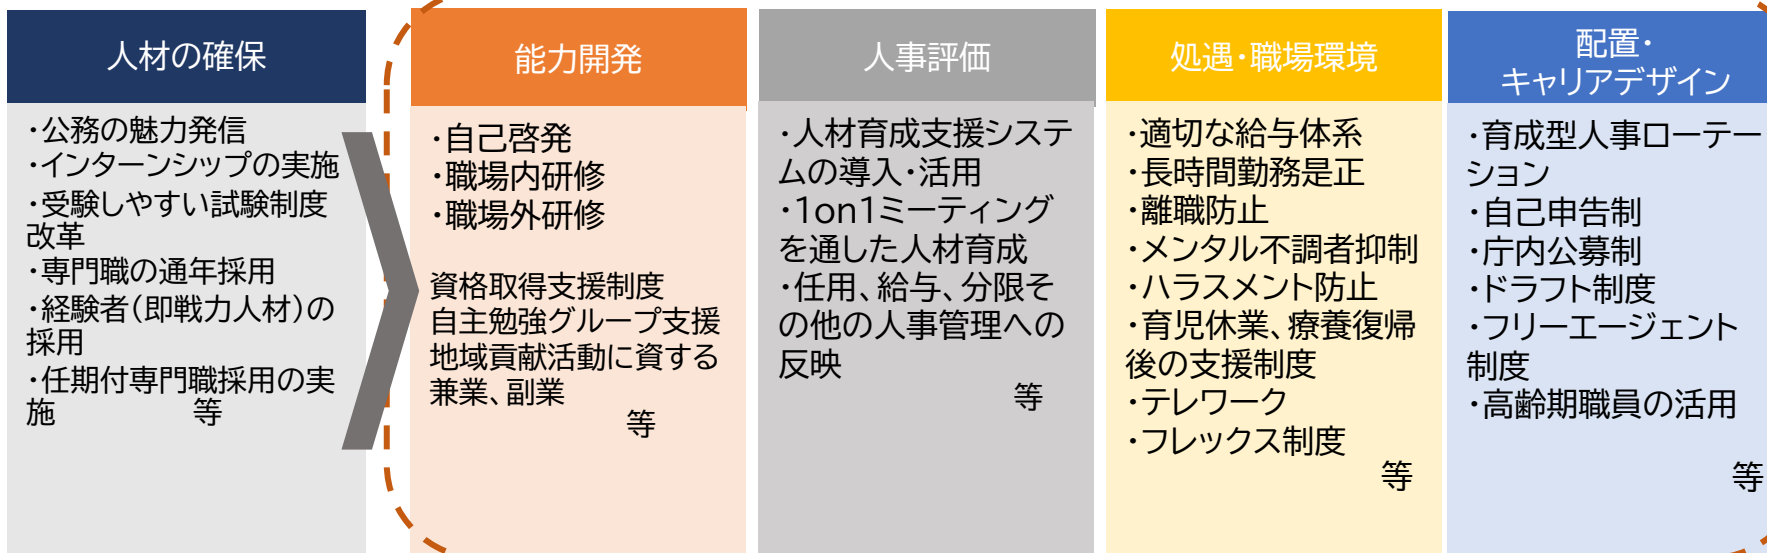 人材の確保
・公務の魅力発信
・インターンシップの実施
・受験しやすい試験制度
改革
・専門職の通年採用
・経験者(即戦力人材)の
採用
・任期付専門職採用の実
施 等
能力開発
・自己啓発
・職場内研修
・職場外研修
資格取得支援制度
自主勉強グループ支援
地域貢献活動に資する
兼業、副業
等
人事評価
・人材育成支援システ
ムの導入・活用
・1on1ミーティング
を通した人材育成
・任用、給与、分限そ
の他の人事管理への
反映
等
処遇・職場環境
・適切な給与体系
・長時間勤務是正
・離職防止
・メンタル不調者抑制
・ハラスメント防止
・育児休業、療養復帰
後の支援制度
・テレワーク
・フレックス制度
等
配置・
キャリアデザイン
・育成型人事ローテー
ション
・自己申告制
・庁内公募制
・ドラフト制度
・フリーエージェント
制度
・高齢期職員の活用
等